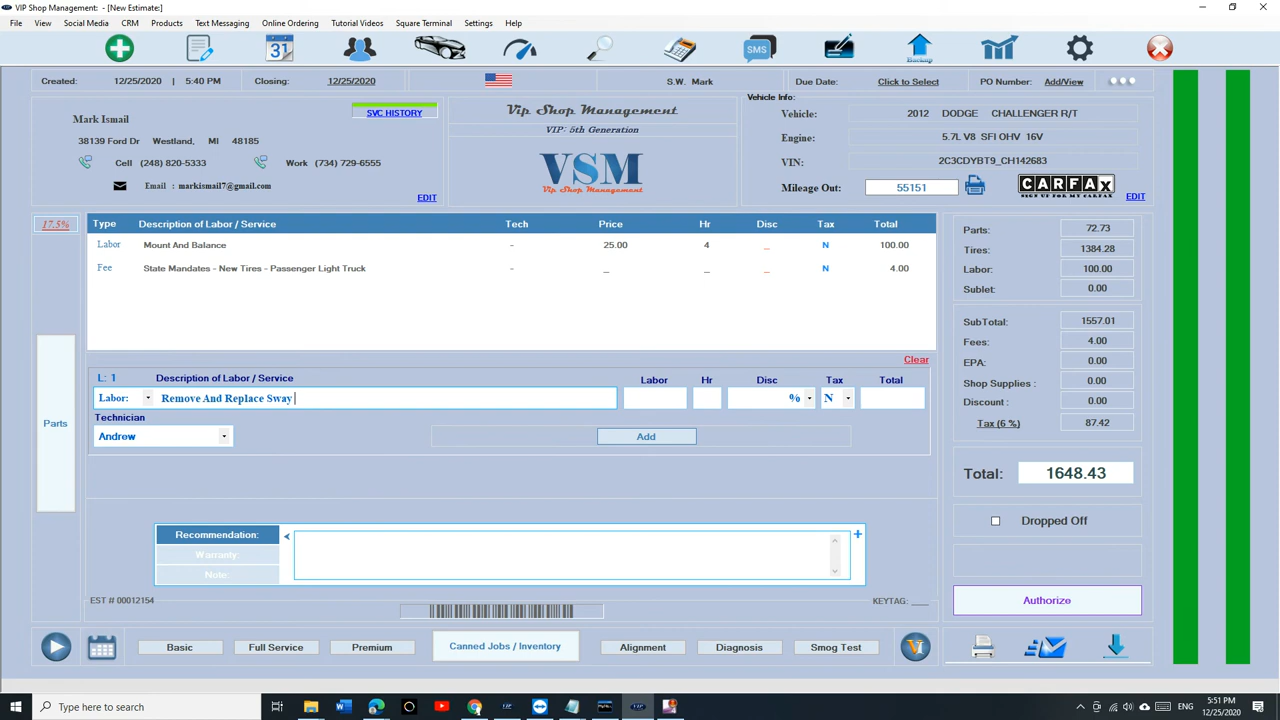 VIP Shop Management: - [New Estimate:]
File View Social Media CRM Products Text Messaging Online Ordering Tutorial Videos Square Terminal Settings Help
31
SMS
Backup
Created: 12/25/2020 | 5:40 PM Closing: 12/25/2020 S.W. Mark Due Date: Click to Select PO Number: Add/View
Mark Ismail
SVC HISTORY
38139 Ford Dr Westland, MI 48185
Cell (248) 820-5333 Work (734) 729-6555
Email : markismail7@gmail.com
EDIT
Vip Shop Management
VIP: 5th Generation
VSM
Vip Shop Management
Vehicle Info:
Vehicle: 2012 DODGE CHALLENGER R/T
Engine: 5.7L V8 SFI OHV 16V
VIN: 2C3CDYBT9_CH142683
Mileage Out: 55151
CARFAX
SIGN UP FOR MY CARFAX
EDIT
17.5%
Type Description of Labor / Service Tech Price Hr Disc Tax Total
Labor Mount And Balance - 25.00 4 _ N 100.00
Fee State Mandates - New Tires - Passenger Light Truck - _ _ _ N 4.00
Clear
Parts
L: 1 Description of Labor / Service Labor Hr Disc Tax Total
Labor: Remove And Replace Sway % N
Technician
Andrew
Add
Recommendation: <
Warranty:
Note:
+
EST # 00012154
KEYTAG: ___
Parts: 72.73
Tires: 1384.28
Labor: 100.00
Sublet: 0.00
SubTotal: 1557.01
Fees: 4.00
EPA: 0.00
Shop Supplies : 0.00
Discount : 0.00
Tax (6 %) 87.42
Total: 1648.43
Dropped Off
Authorize
Basic Full Service Premium Canned Jobs / Inventory Alignment Diagnosis Smog Test
Type here to search
ENG
5:51 PM
12/25/2020